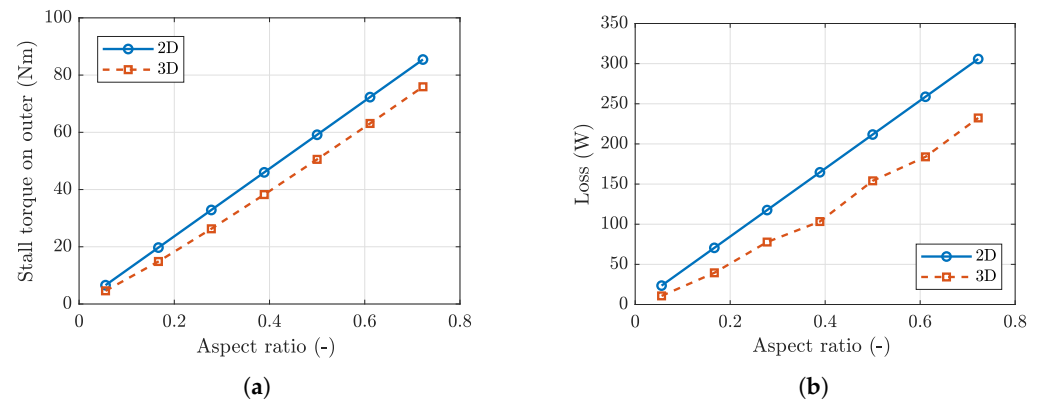 100
80
60
40
20
0
0 0.2 0.4 0.6 0.8
Stall torque on outer (Nm)
Aspect ratio (-)
2D
3D
(a)
350
300
250
200
150
100
50
0
0 0.2 0.4 0.6 0.8
Loss (W)
Aspect ratio (-)
2D
3D
(b)